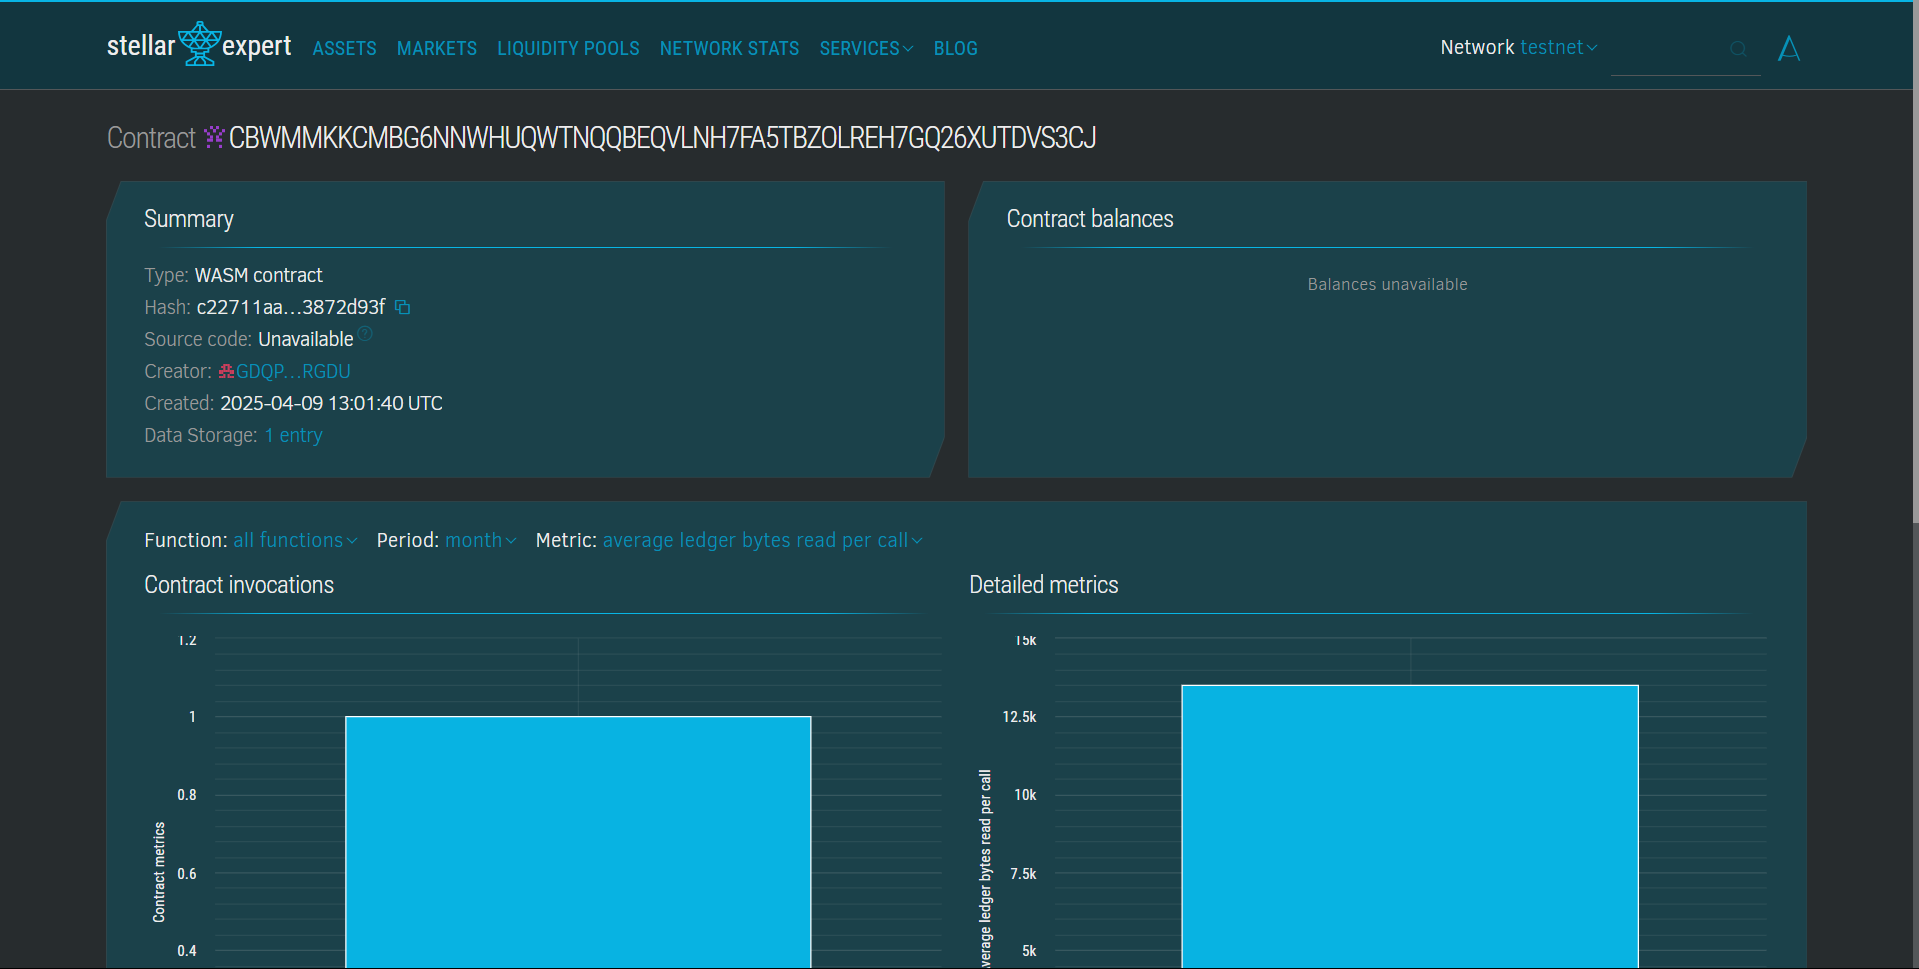 stellar expert ASSETS MARKETS LIQUIDITY POOLS NETWORK STATS SERVICES BLOG Network testnet
Contract CBWMMKKCMBG6NNWHUQWTNQQBEQVLNH7FA5TBZOLREH7GQ26XUTDVS3CJ
Summary
Type: WASM contract
Hash: c22711aa...3872d93f
Source code: Unavailable
Creator: GDQP...RGDU
Created: 2025-04-09 13:01:40 UTC
Data Storage: 1 entry
Contract balances
Balances unavailable
Function: all functions Period: month Metric: average ledger bytes read per call
Contract invocations
1.2
1
0.8
0.6
0.4
Contract metrics
Detailed metrics
15k
12.5k
10k
7.5k
5k
verage ledger bytes read per call